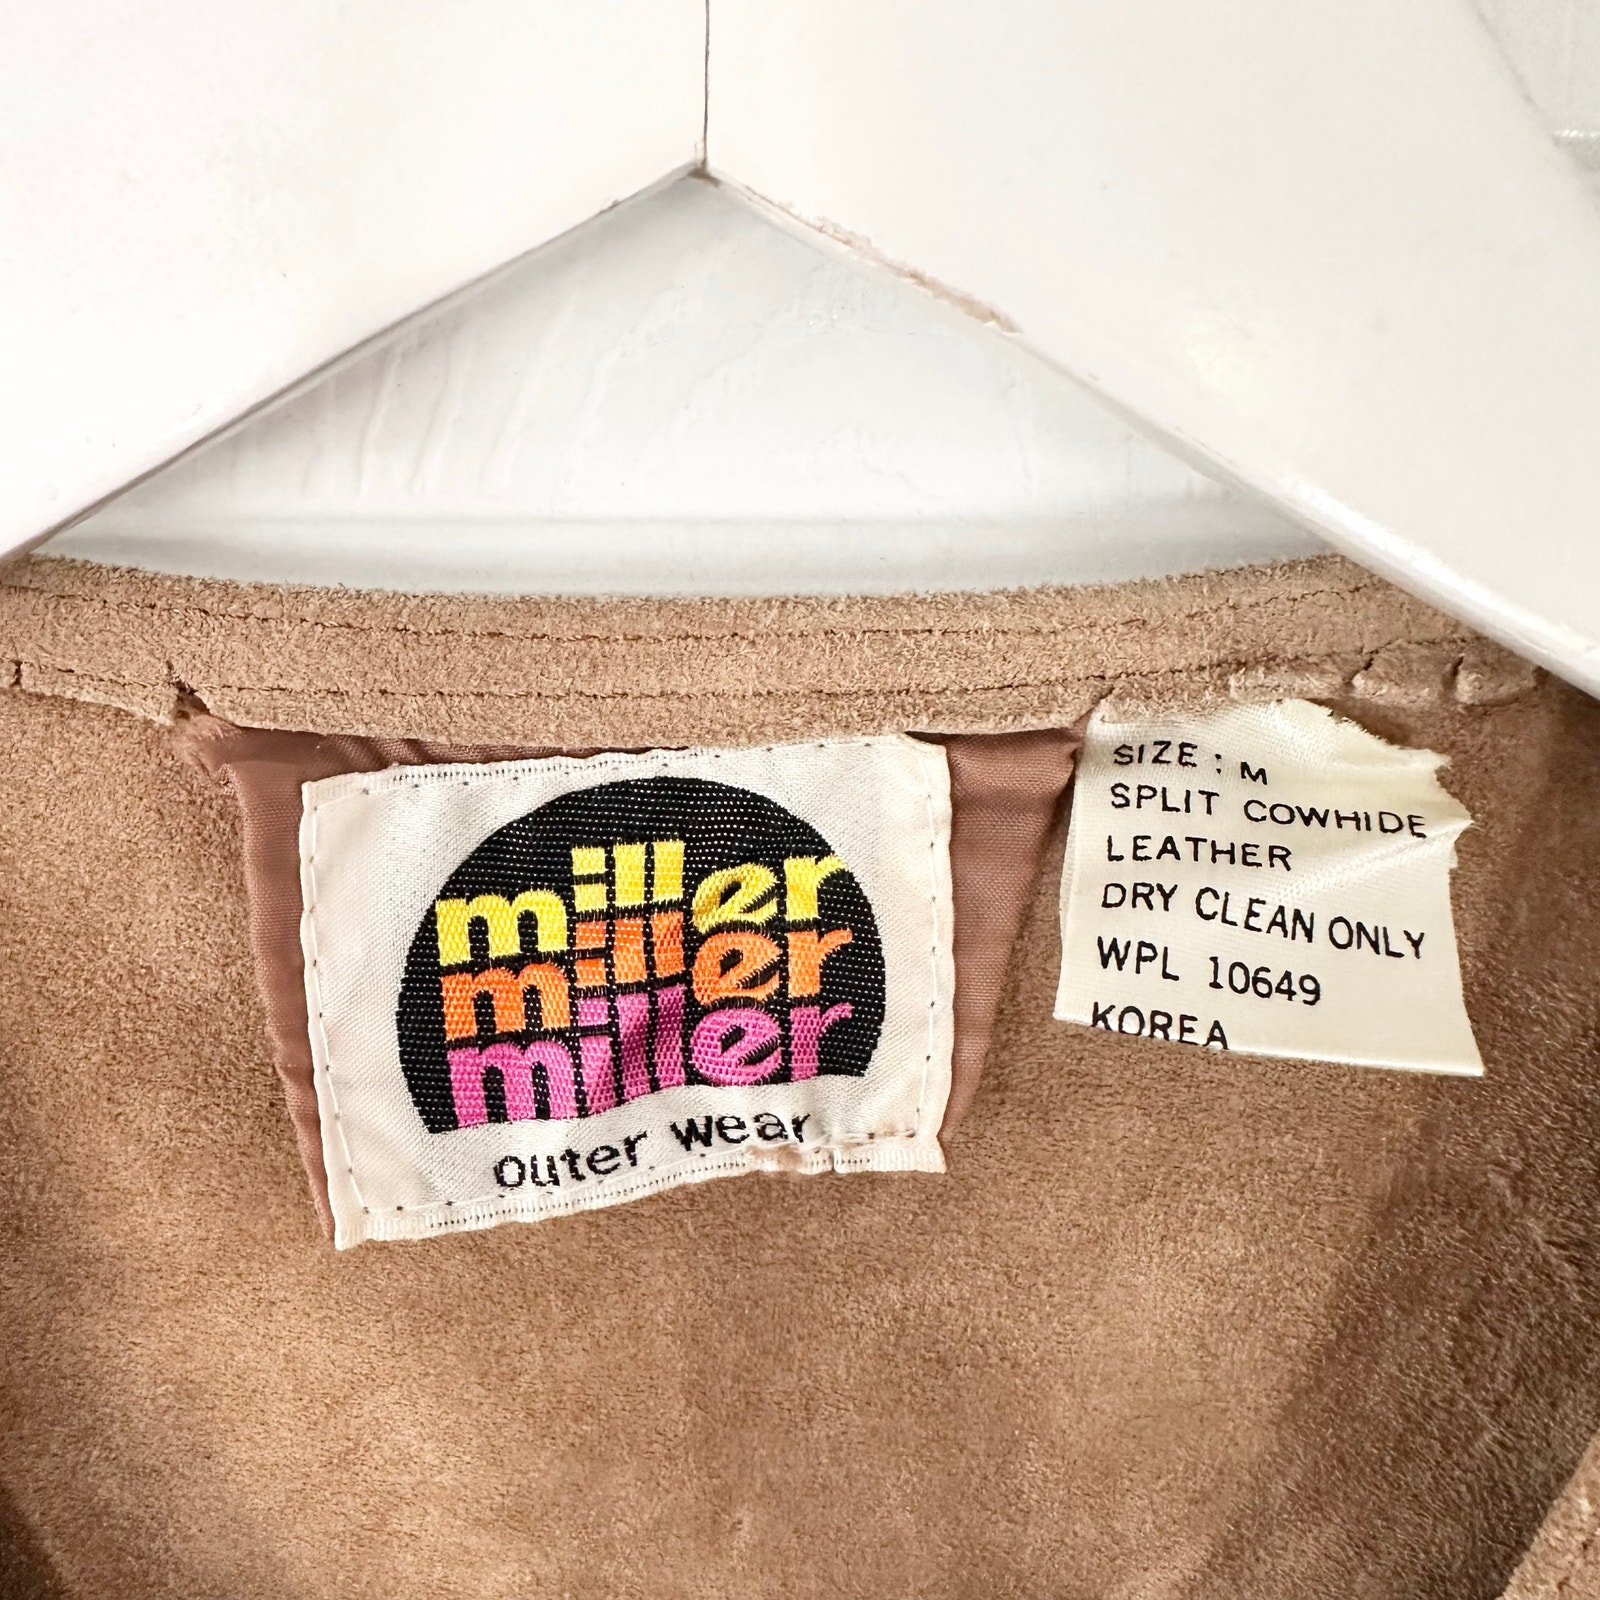 miller
miller
miller
outer wear
SIZE : M
SPLIT COWHIDE
LEATHER
DRY CLEAN ONLY
WPL 10649
KOREA